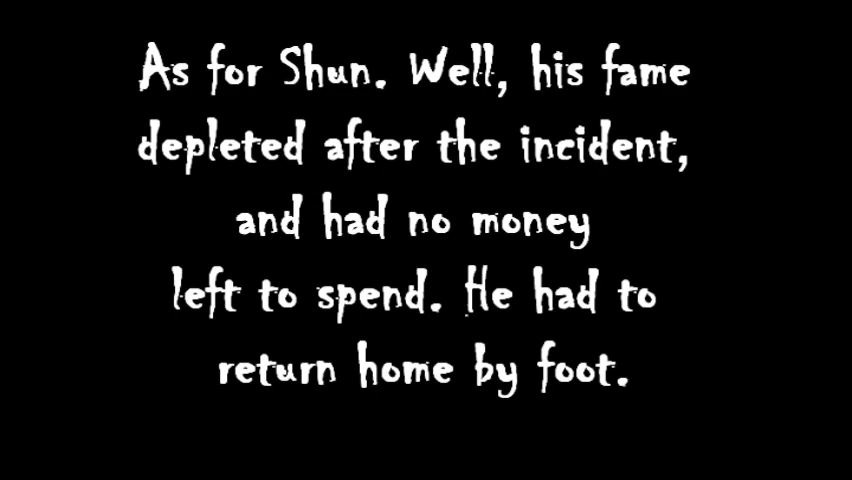 As for Shun. Well, his fame
depleted after the incident,
and had no money
left to spend. He had to
return home by foot.